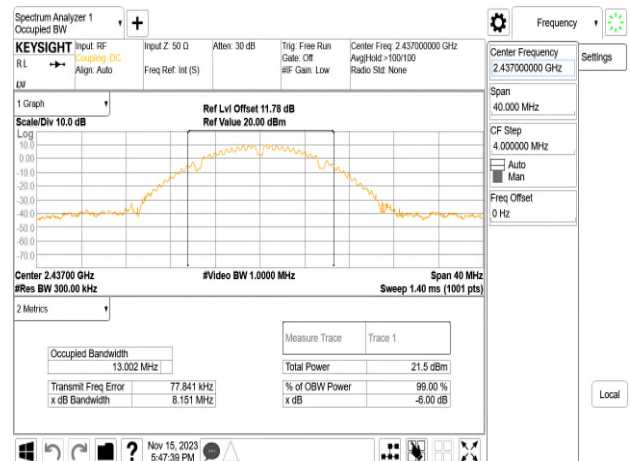 Spectrum Analyzer 1
Occupied BW
Frequency
KEYSIGHT
Input: RF
Input Z: 50 Ω
Atten: 30 dB
Trig: Free Run
Center Freq: 2.437000000 GHz
R L
Coupling: DC
Gate: Off
Avg|Hold:>100/100
Align: Auto
Freq Ref: Int (S)
#IF Gain: Low
Radio Std: None
Center Frequency
2.437000000 GHz
Settings
Span
40.000 MHz
CF Step
4.000000 MHz
Auto
Man
Freq Offset
0 Hz
1 Graph
Ref Lvl Offset 11.78 dB
Scale/Div 10.0 dB
Ref Value 20.00 dBm
Log
10.0
0.00
-10.0
-20.0
-30.0
-40.0
-50.0
-60.0
-70.0
Center 2.43700 GHz
#Video BW 1.0000 MHz
Span 40 MHz
#Res BW 300.00 kHz
Sweep 1.40 ms (1001 pts)
2 Metrics
Measure Trace
Trace 1
Occupied Bandwidth
13.002 MHz
Total Power
21.5 dBm
Transmit Freq Error
77.841 kHz
% of OBW Power
99.00 %
x dB Bandwidth
8.151 MHz
x dB
-6.00 dB
Local
?
Nov 15, 2023
5:47:39 PM